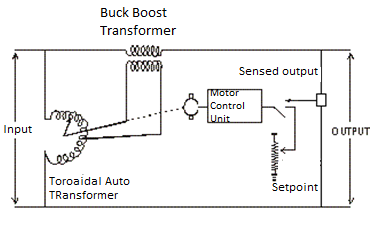 Buck Boost
Transformer
Sensed output
Motor
Control
Unit
Input
OUTPUT
Toroaidal Auto
TRansformer
Setpoint